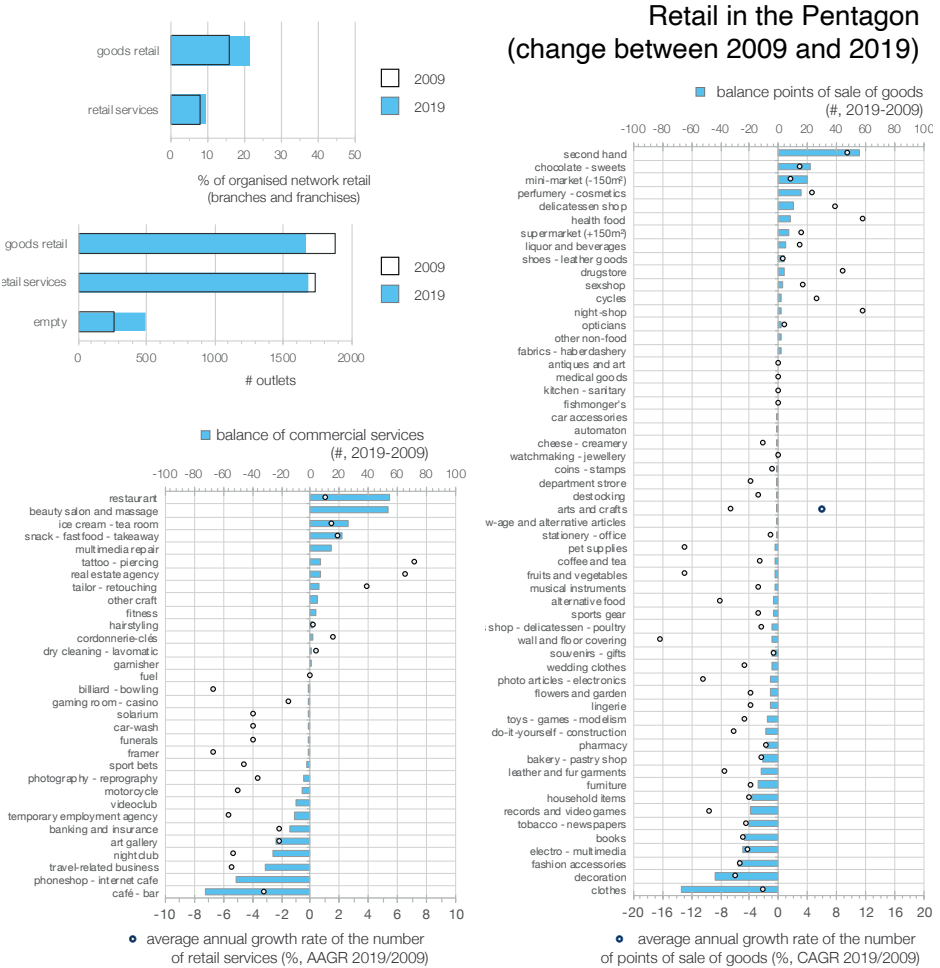 Retail in the Pentagon
(change between 2009 and 2019)
goods retail
retail services
2009
2019
0 10 20 30 40 50
% of organised network retail
(branches and franchises)
goods retail
etail services
empty
2009
2019
0 500 1000 1500 2000
# outlets
balance of commercial services
(#, 2019-2009)
-100 -80 -60 -40 -20 0 20 40 60 80 100
restaurant
beauty salon and massage
ice cream - tea room
snack - fastfood - takeaway
multimedia repair
tattoo - piercing
real estate agency
tailor - retouching
other craft
fitness
hairstyling
cordonnerie-clés
dry cleaning - lavomatic
garnisher
fuel
billiard - bowling
gaming room - casino
solarium
car-wash
funerals
framer
sport bets
photography - reprography
motorcycle
videoclub
temporary employment agency
banking and insurance
art gallery
nightclub
travel-related business
phoneshop - internet cafe
café - bar
-10 -8 -6 -4 -2 0 2 4 6 8 10
average annual growth rate of the number
of retail services (%, AAGR 2019/2009)
balance points of sale of goods
(#, 2019-2009)
-100 -80 -60 -40 -20 0 20 40 60 80 100
second hand
chocolate - sweets
mini-market (-150m²)
perfumery - cosmetics
delicatessen shop
health food
supermarket (+150m²)
liquor and beverages
shoes - leather goods
drugstore
sexshop
cycles
night-shop
opticians
other non-food
fabrics - haberdashery
antiques and art
medical goods
kitchen - sanitary
fishmonger's
car accessories
automaton
cheese - creamery
watchmaking - jewellery
coins - stamps
department strore
destocking
arts and crafts
w-age and alternative articles
stationery - office
pet supplies
coffee and tea
fruits and vegetables
musical instruments
alternative food
sports gear
shop - delicatessen - poultry
wall and floor covering
souvenirs - gifts
wedding clothes
photo articles - electronics
flowers and garden
lingerie
toys - games - modelism
do-it-yourself - construction
pharmacy
bakery - pastry shop
leather and fur garments
furniture
household items
records and videogames
tobacco - newspapers
books
electro - multimedia
fashion accessories
decoration
clothes
-20 -16 -12 -8 -4 0 4 8 12 16 20
average annual growth rate of the number
of points of sale of goods (%, CAGR 2019/2009)